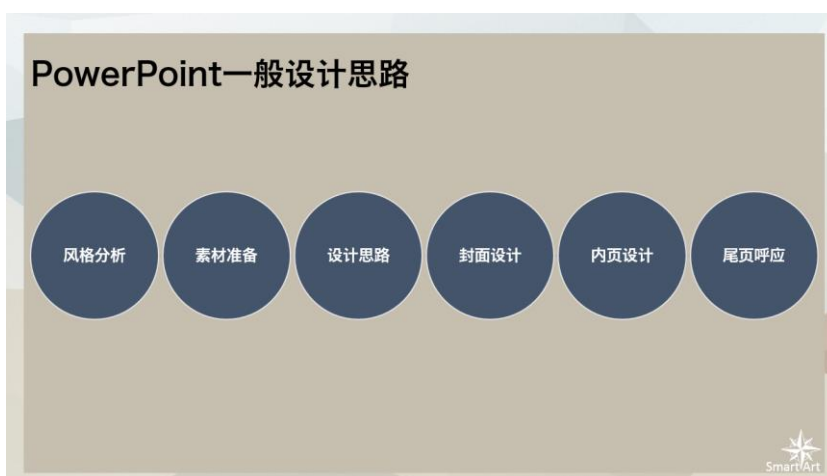 PowerPoint一般设计思路
风格分析
素材准备
设计思路
封面设计
内页设计
尾页呼应
Smart Art